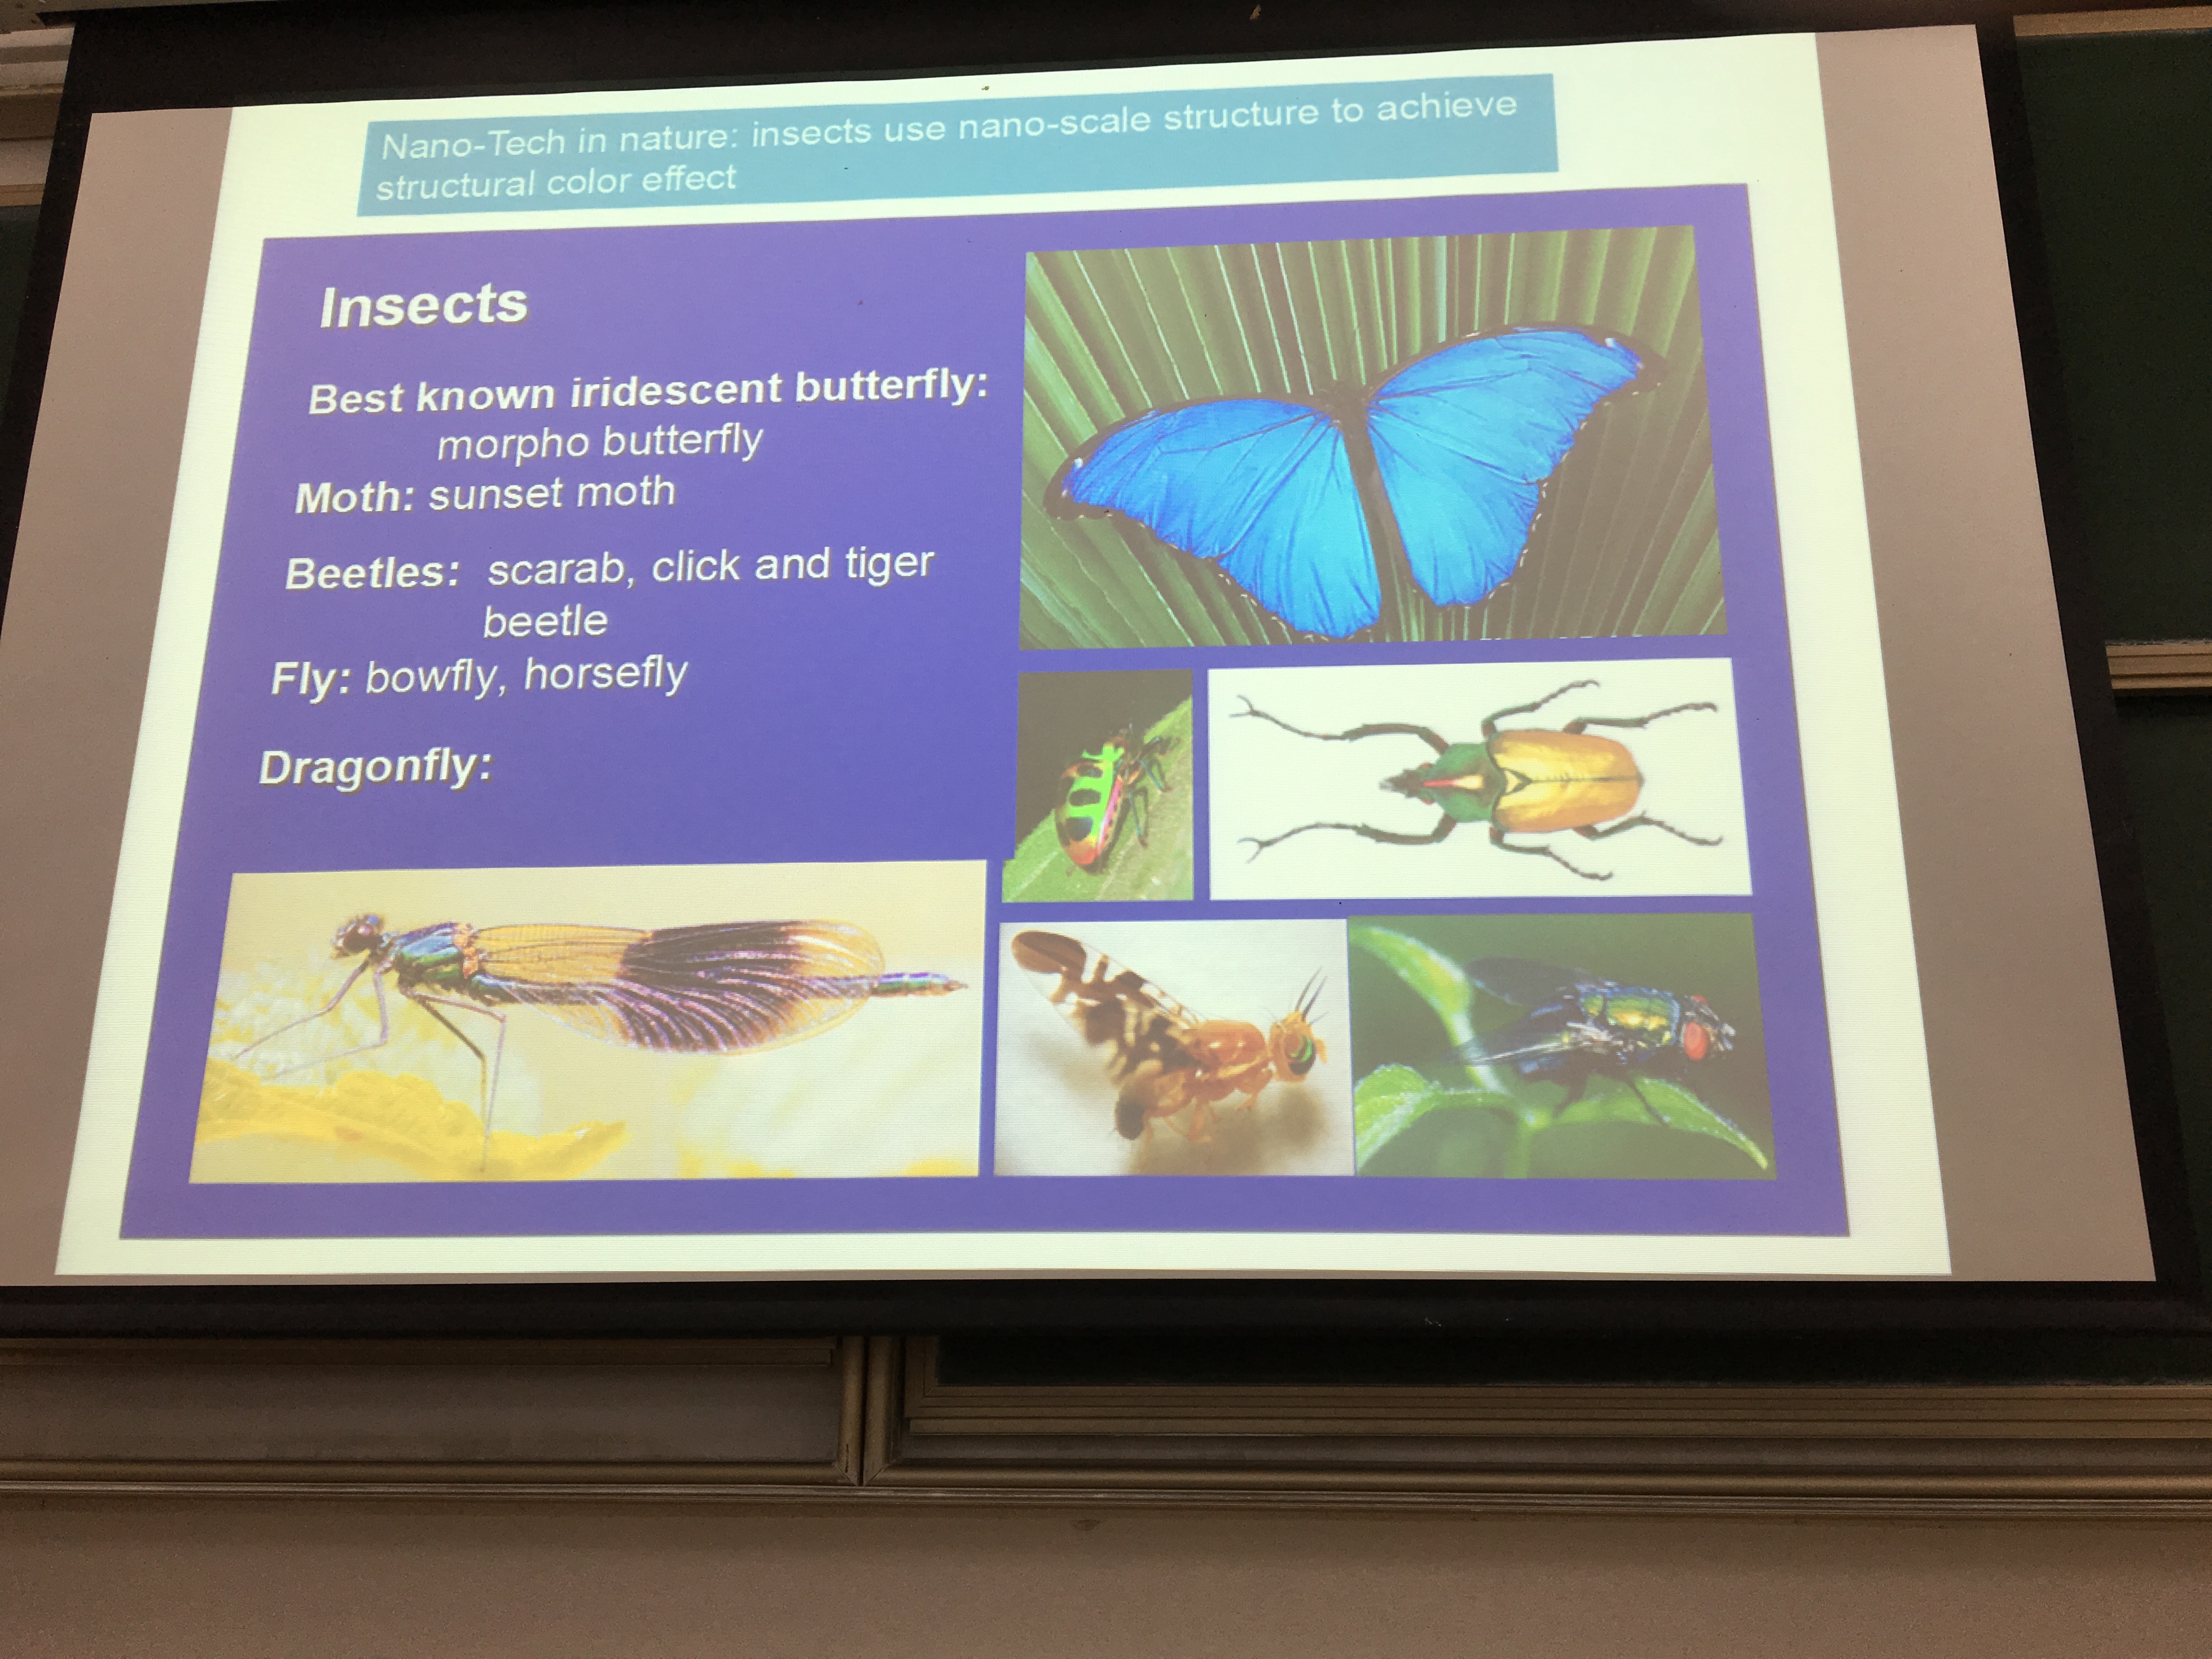 Nano-Tech in nature: insects use nano-scale structure to achieve
structural color effect
Insects
Best known iridescent butterfly:
morpho butterfly
Moth: sunset moth
Beetles: scarab, click and tiger
beetle
Fly: bowfly, horsefly
Dragonfly: